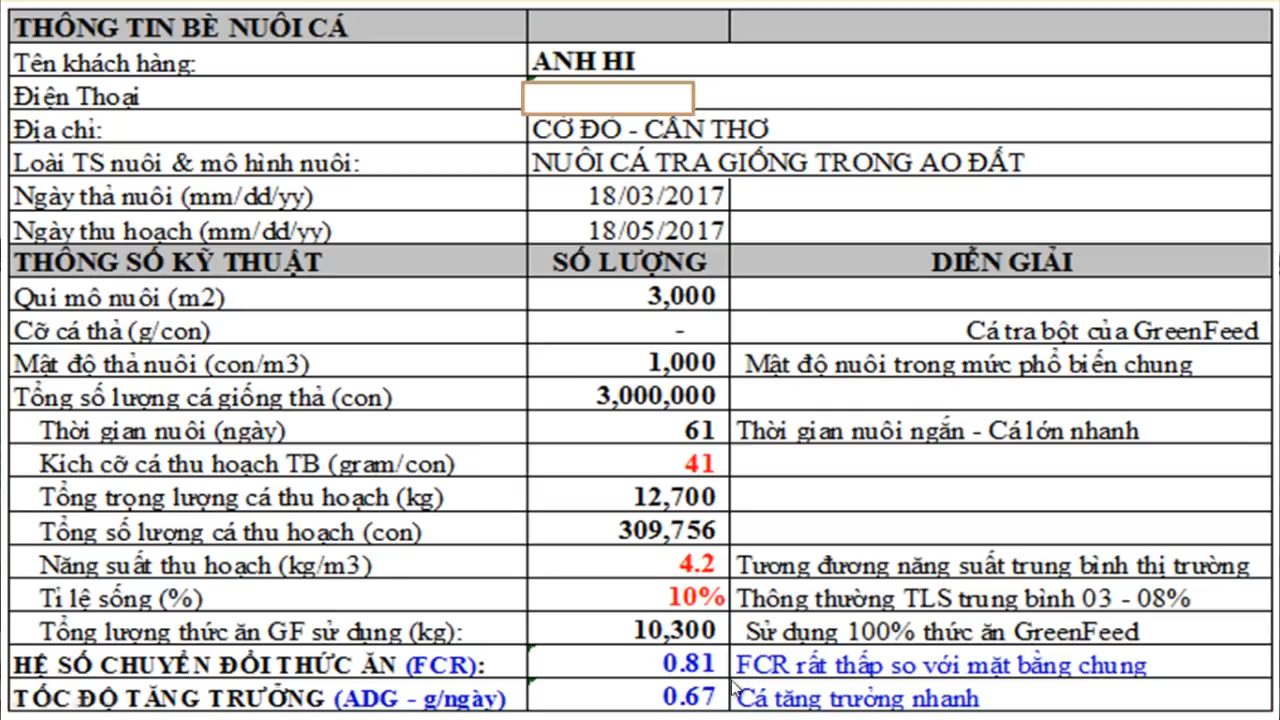 THÔNG TIN BÈ NUÔI CÁ
Tên khách hàng: ANH HI
Điện Thoại
Địa chỉ: CỜ ĐỎ - CẦN THƠ
Loài TS nuôi & mô hình nuôi: NUÔI CÁ TRA GIỐNG TRONG AO ĐẤT
Ngày thả nuôi (mm/dd/yy) 18/03/2017
Ngày thu hoạch (mm/dd/yy) 18/05/2017
THÔNG SỐ KỸ THUẬT SỐ LƯỢNG DIỄN GIẢI
Qui mô nuôi (m2) 3,000
Cỡ cá thả (g/con) - Cá tra bột của GreenFeed
Mật độ thả nuôi (con/m3) 1,000 Mật độ nuôi trong mức phổ biến chung
Tổng số lượng cá giống thả (con) 3,000,000
Thời gian nuôi (ngày) 61 Thời gian nuôi ngắn - Cá lớn nhanh
Kích cỡ cá thu hoạch TB (gram/con) 41
Tổng trọng lượng cá thu hoạch (kg) 12,700
Tổng số lượng cá thu hoạch (con) 309,756
Năng suất thu hoạch (kg/m3) 4.2 Tương đương năng suất trung bình thị trường
Tỉ lệ sống (%) 10% Thông thường TLS trung bình 03 - 08%
Tổng lượng thức ăn GF sử dụng (kg): 10,300 Sử dụng 100% thức ăn GreenFeed
HỆ SỐ CHUYỂN ĐỔI THỨC ĂN (FCR): 0.81 FCR rất thấp so với mặt bằng chung
TỐC ĐỘ TĂNG TRƯỞNG (ADG - g/ngày) 0.67 Cá tăng trưởng nhanh